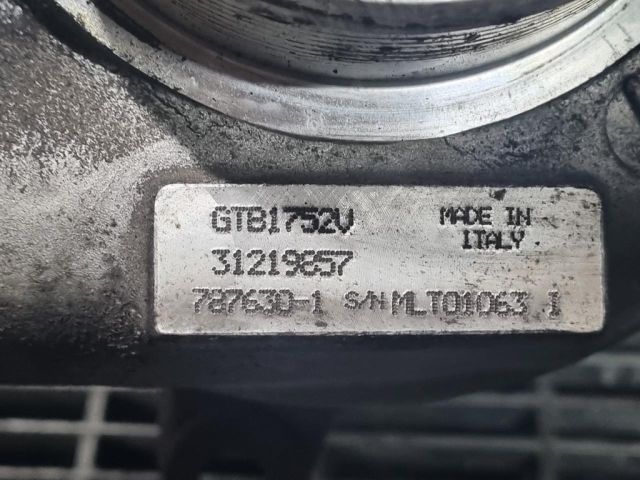 GTB1752V MADE IN
ITALY
31219857
787630-1 S/N MLT01063 I